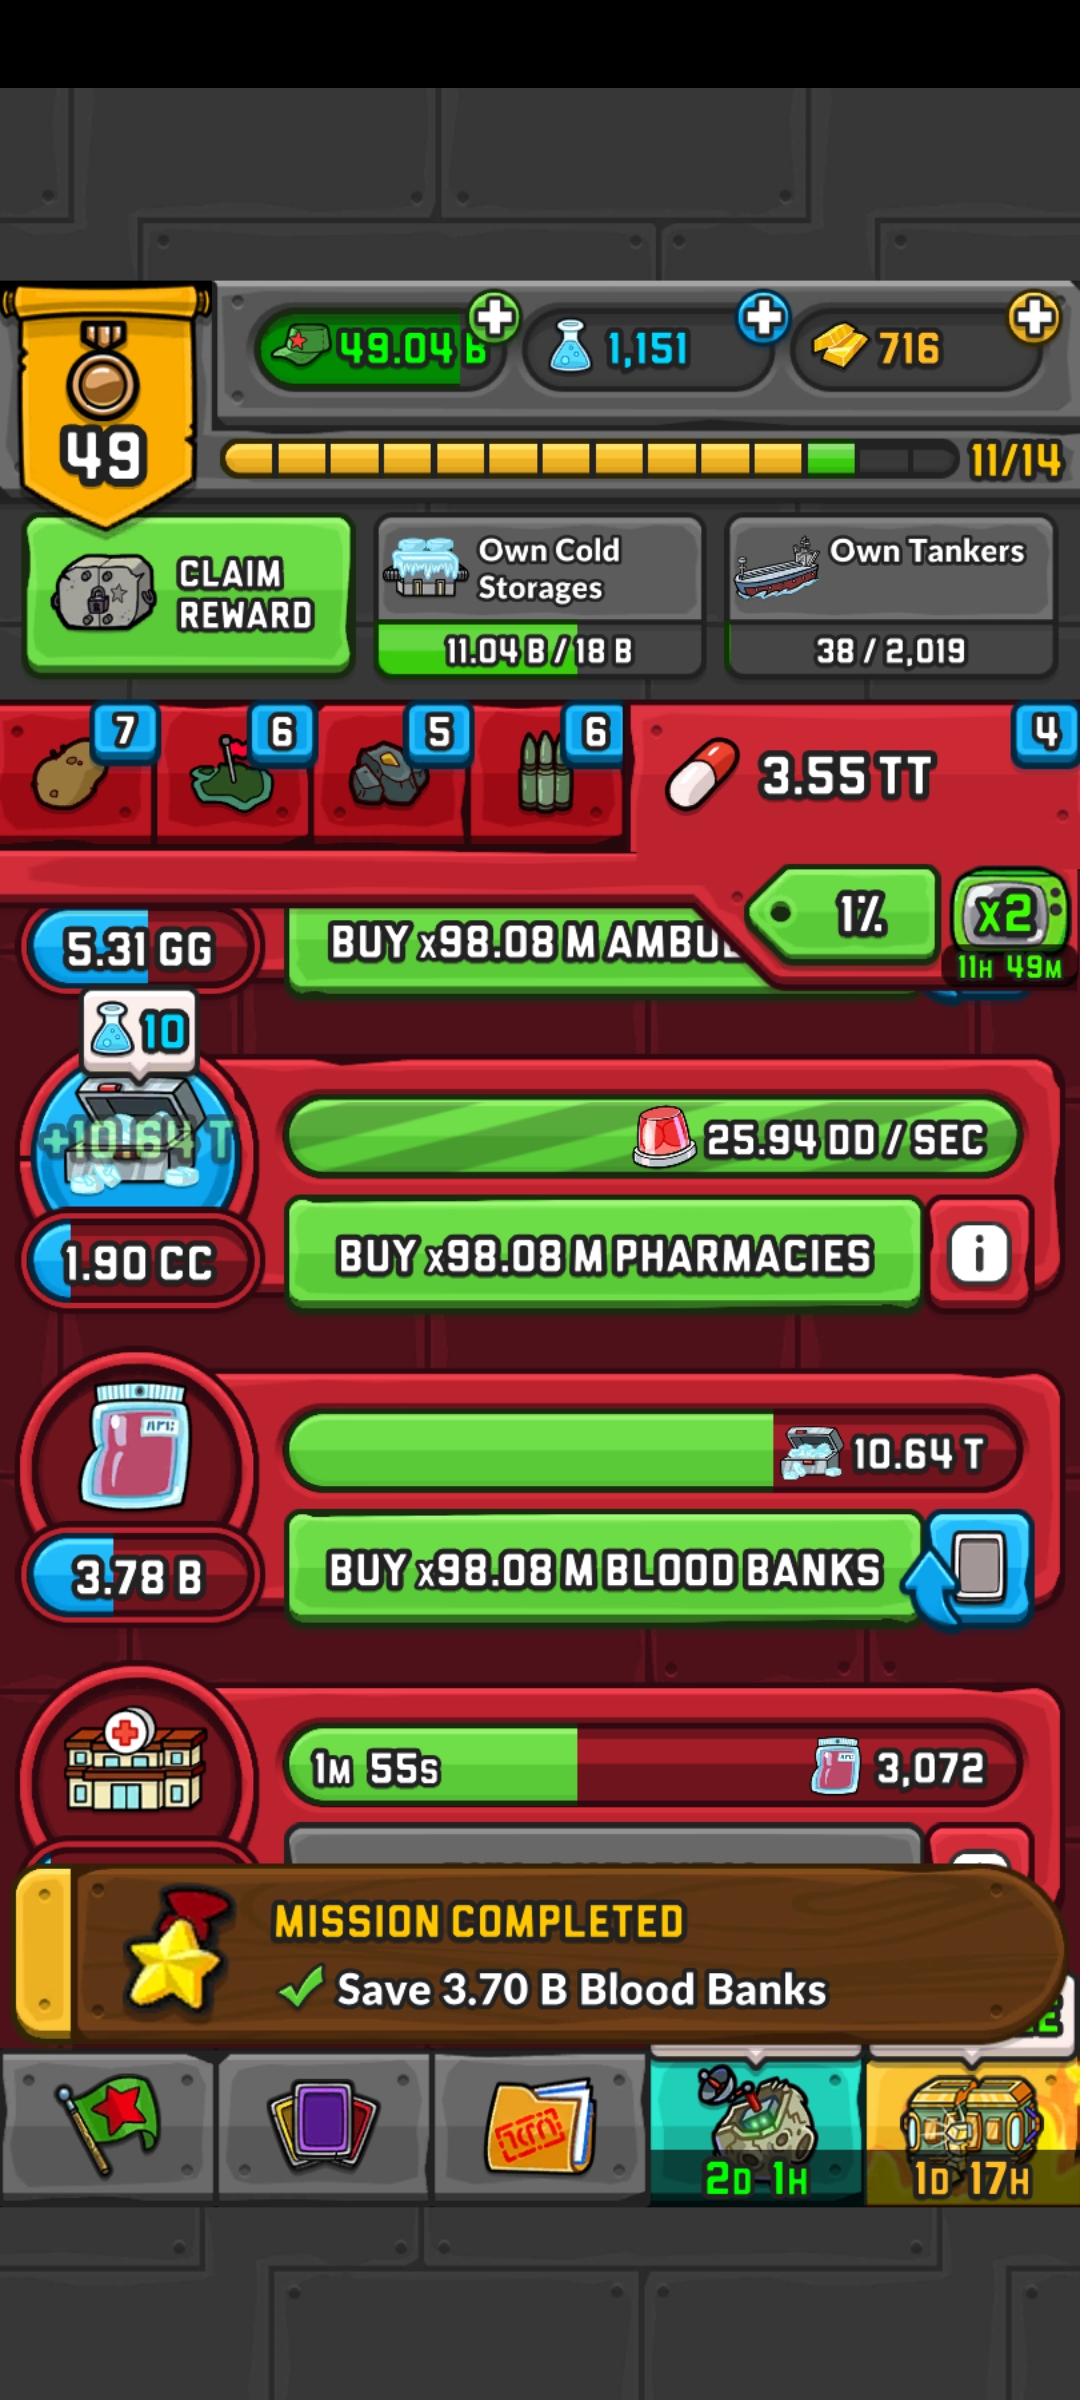 49.04 B
1,151
716
49
11/14
CLAIM
REWARD
Own Cold
Storages
11.04 B / 18 B
Own Tankers
38 / 2,019
7
6
5
6
3.55 TT
4
1%
x2
11H 49M
5.31 GG
BUY x98.08 M AMBUL
10
+10.64 T
25.94 DD / SEC
1.90 CC
BUY x98.08 M PHARMACIES
i
10.64 T
3.78 B
BUY x98.08 M BLOOD BANKS
1M 55S
3,072
MISSION COMPLETED
Save 3.70 B Blood Banks
2D 1H
1D 17H